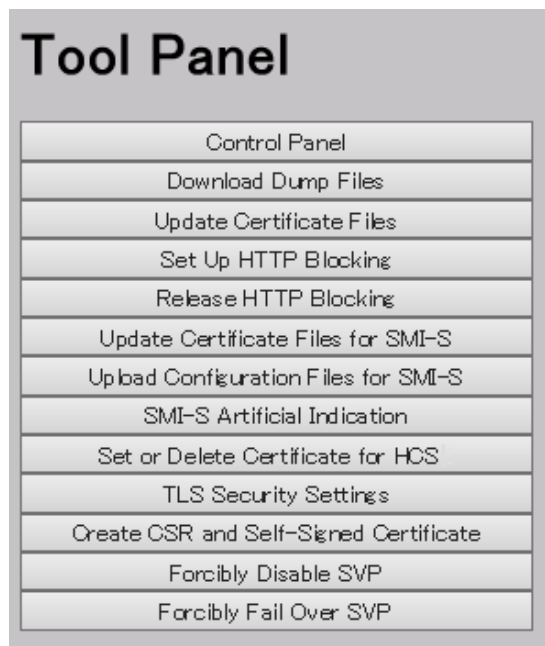 Tool Panel
Control Panel
Download Dump Files
Update Certificate Files
Set Up HTTP Blocking
Release HTTP Blocking
Update Certificate Files for SMI-S
Upload Configuration Files for SMI-S
SMI-S Artificial Indication
Set or Delete Certificate for HCS
TLS Security Settings
Create CSR and Self-Signed Certificate
Forcibly Disable SVP
Forcibly Fail Over SVP